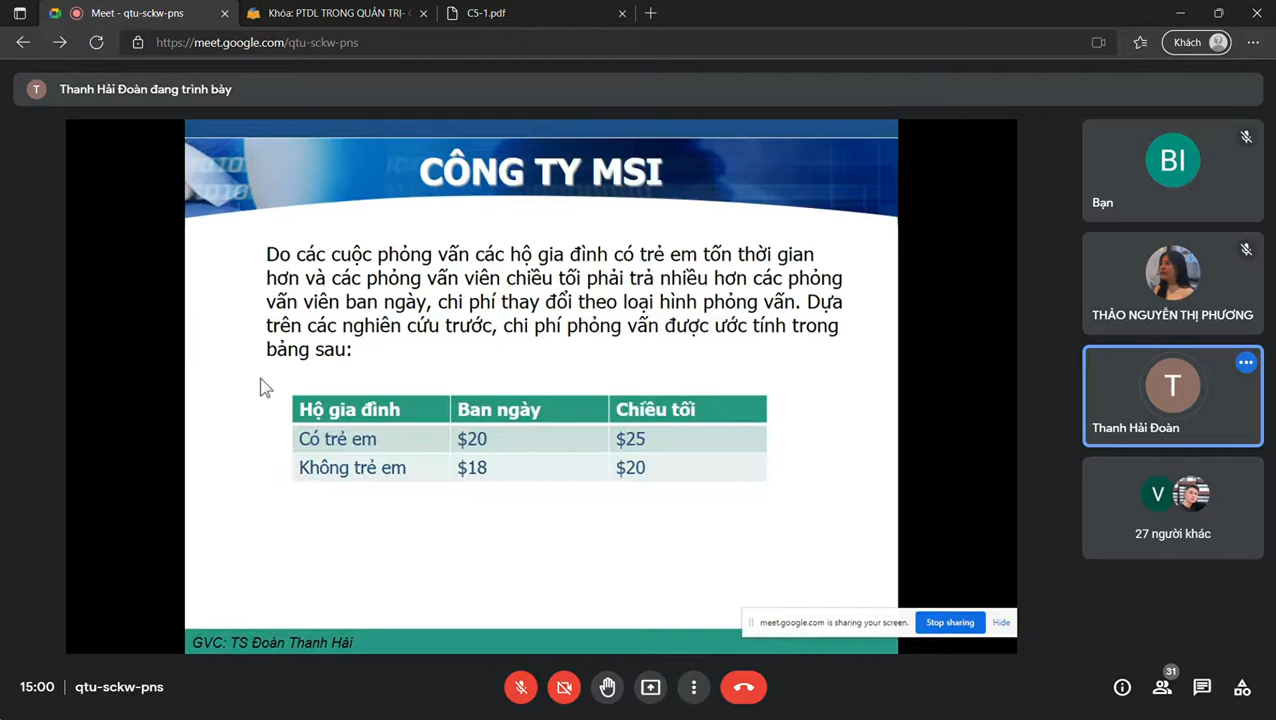 Meet - qtu-sckw-pns
Khóa: PTDL TRONG QUẢN TRỊ-
C5-1.pdf
https://meet.google.com/qtu-sckw-pns
Khách
T
Thanh Hải Đoàn đang trình bày
CÔNG TY MSI
Do các cuộc phỏng vấn các hộ gia đình có trẻ em tốn thời gian
hơn và các phỏng vấn viên chiều tối phải trả nhiều hơn các phỏng
vấn viên ban ngày, chi phí thay đổi theo loại hình phỏng vấn. Dựa
trên các nghiên cứu trước, chi phí phỏng vấn được ước tính trong
bảng sau:
Hộ gia đình Ban ngày Chiều tối
Có trẻ em $20 $25
Không trẻ em $18 $20
meet.google.com is sharing your screen. Stop sharing Hide
GVC: TS Đoàn Thanh Hải
BI
Bạn
THẢO NGUYỄN THỊ PHƯƠNG
T
Thanh Hải Đoàn
V
27 người khác
15:00 | qtu-sckw-pns
31